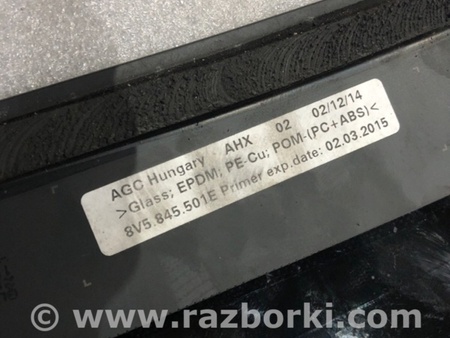 AGC Hungary AHX 02 02/12/14
>Glass; EPDM; PE-Cu; POM-(PC+ABS)<
8V5.845.501E Primer exp.date: 02.03.2015
© www.razborki.com